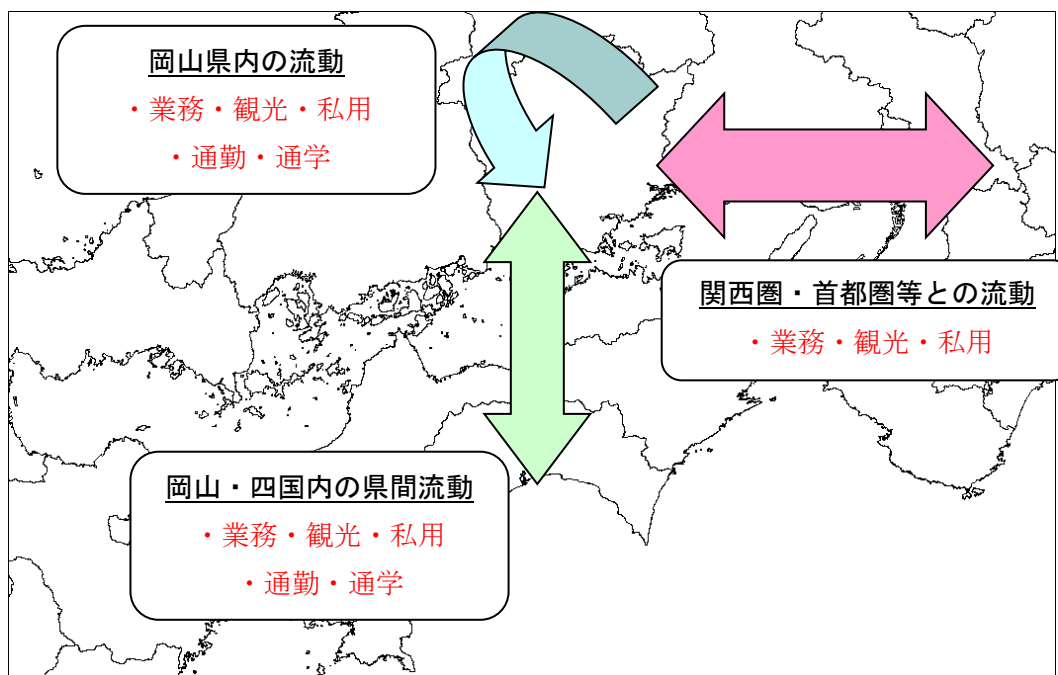 岡山県内の流動
・業務・観光・私用
・通勤・通学
関西圏・首都圏等との流動
・業務・観光・私用
岡山・四国内の県間流動
・業務・観光・私用
・通勤・通学